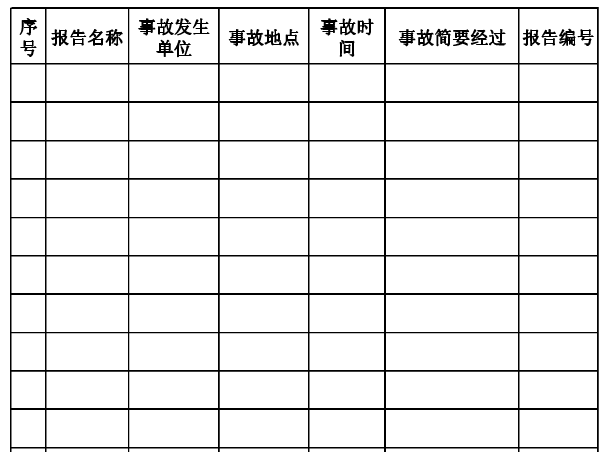 序号
报告名称
事故发生
单位
事故地点
事故时
间
事故简要经过
报告编号